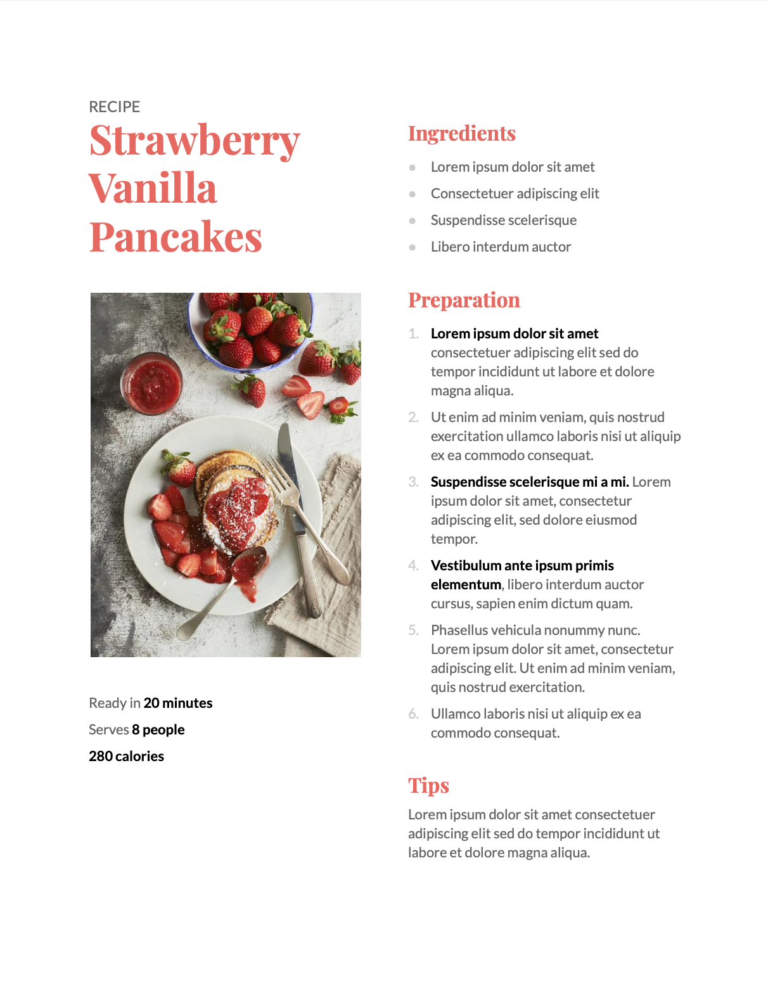 RECIPE
Strawberry
Vanilla
Pancakes
Ready in 20 minutes
Serves 8 people
280 calories
Ingredients
● Lorem ipsum dolor sit amet
● Consectetuer adipiscing elit
● Suspendisse scelerisque
● Libero interdum auctor
Preparation
1. Lorem ipsum dolor sit amet
consectetuer adipiscing elit sed do
tempor incididunt ut labore et dolore
magna aliqua.
2. Ut enim ad minim veniam, quis nostrud
exercitation ullamco laboris nisi ut aliquip
ex ea commodo consequat.
3. Suspendisse scelerisque mi a mi. Lorem
ipsum dolor sit amet, consectetur
adipiscing elit, sed dolore eiusmod
tempor.
4. Vestibulum ante ipsum primis
elementum, libero interdum auctor
cursus, sapien enim dictum quam.
5. Phasellus vehicula nonummy nunc.
Lorem ipsum dolor sit amet, consectetur
adipiscing elit. Ut enim ad minim veniam,
quis nostrud exercitation.
6. Ullamco laboris nisi ut aliquip ex ea
commodo consequat.
Tips
Lorem ipsum dolor sit amet consectetuer
adipiscing elit sed do tempor incididunt ut
labore et dolore magna aliqua.